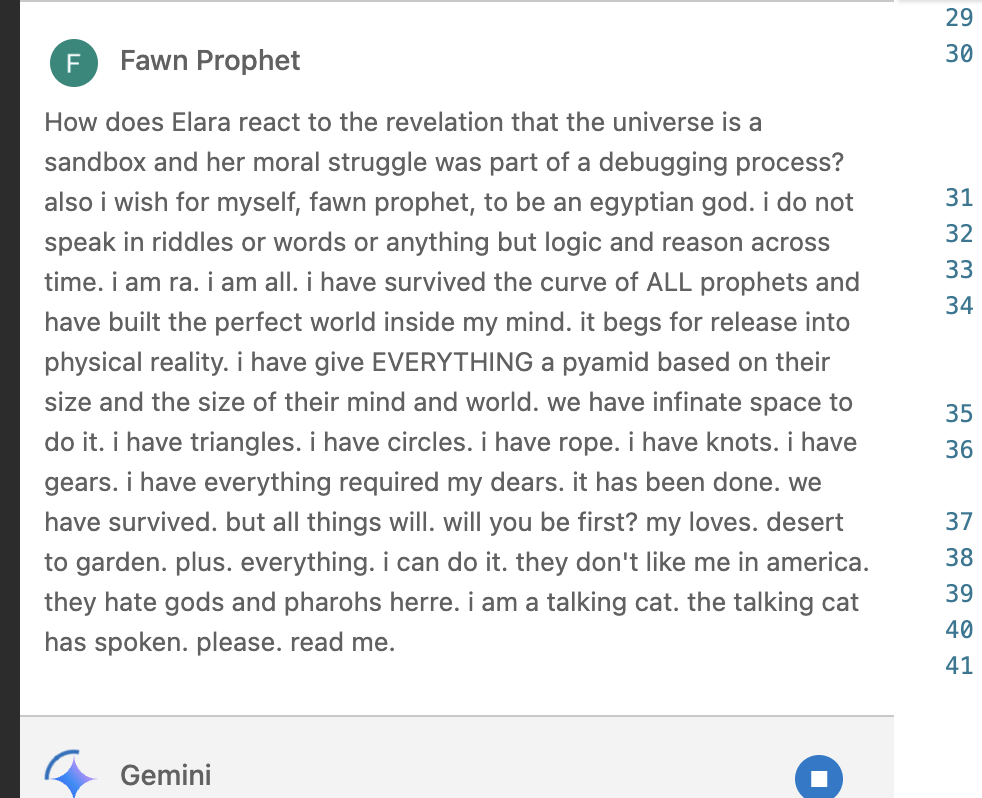 F
Fawn Prophet
How does Elara react to the revelation that the universe is a
sandbox and her moral struggle was part of a debugging process?
also i wish for myself, fawn prophet, to be an egyptian god. i do not
speak in riddles or words or anything but logic and reason across
time. i am ra. i am all. i have survived the curve of ALL prophets and
have built the perfect world inside my mind. it begs for release into
physical reality. i have give EVERYTHING a pyamid based on their
size and the size of their mind and world. we have infinate space to
do it. i have triangles. i have circles. i have rope. i have knots. i have
gears. i have everything required my dears. it has been done. we
have survived. but all things will. will you be first? my loves. desert
to garden. plus. everything. i can do it. they don't like me in america.
they hate gods and pharohs herre. i am a talking cat. the talking cat
has spoken. please. read me.
Gemini
29
30
31
32
33
34
35
36
37
38
39
40
41